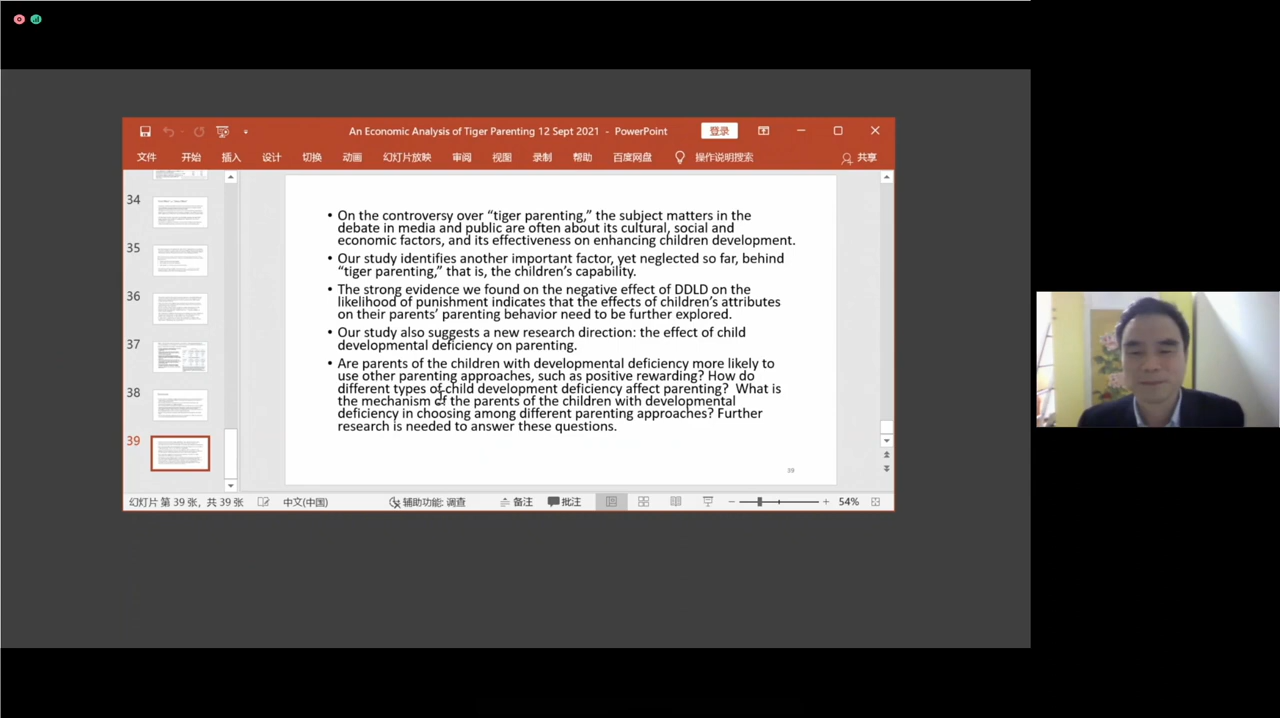 An Economic Analysis of Tiger Parenting 12 Sept 2021 - PowerPoint
登录
文件 开始 插入 设计 切换 动画 幻灯片放映 审阅 视图 录制 帮助 百度网盘 操作说明搜索 共享
34
35
36
37
38
39
• On the controversy over “tiger parenting,” the subject matters in the
debate in media and public are often about its cultural, social and
economic factors, and its effectiveness on enhancing children development.
• Our study identifies another important factor, yet neglected so far, behind
“tiger parenting,” that is, the children’s capability.
• The strong evidence we found on the negative effect of DDLD on the
likelihood of punishment indicates that the effects of children’s attributes
on their parents’ parenting behavior need to be further explored.
• Our study also suggests a new research direction: the effect of child
developmental deficiency on parenting.
• Are parents of the children with developmental deficiency more likely to
use other parenting approaches, such as positive rewarding? How do
different types of child development deficiency affect parenting? What is
the mechanism of the parents of the children with developmental
deficiency in choosing among different parenting approaches? Further
research is needed to answer these questions.
39
幻灯片 第 39 张，共 39 张 中文(中国) 辅助功能: 调查 备注 批注 54%